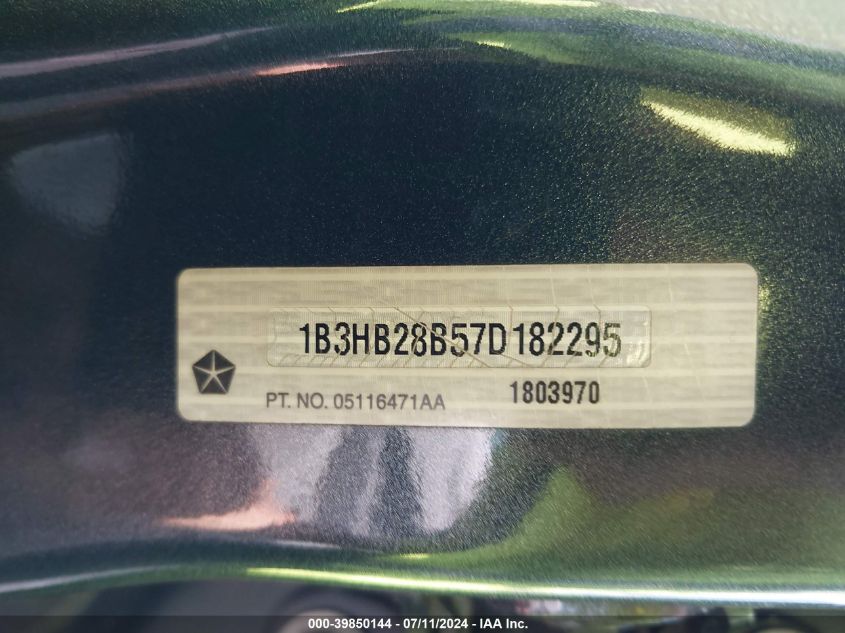 1B3HB28B57D182295
PT. NO. 05116471AA 1803970
000-39850144 - 07/11/2024 - IAA Inc.